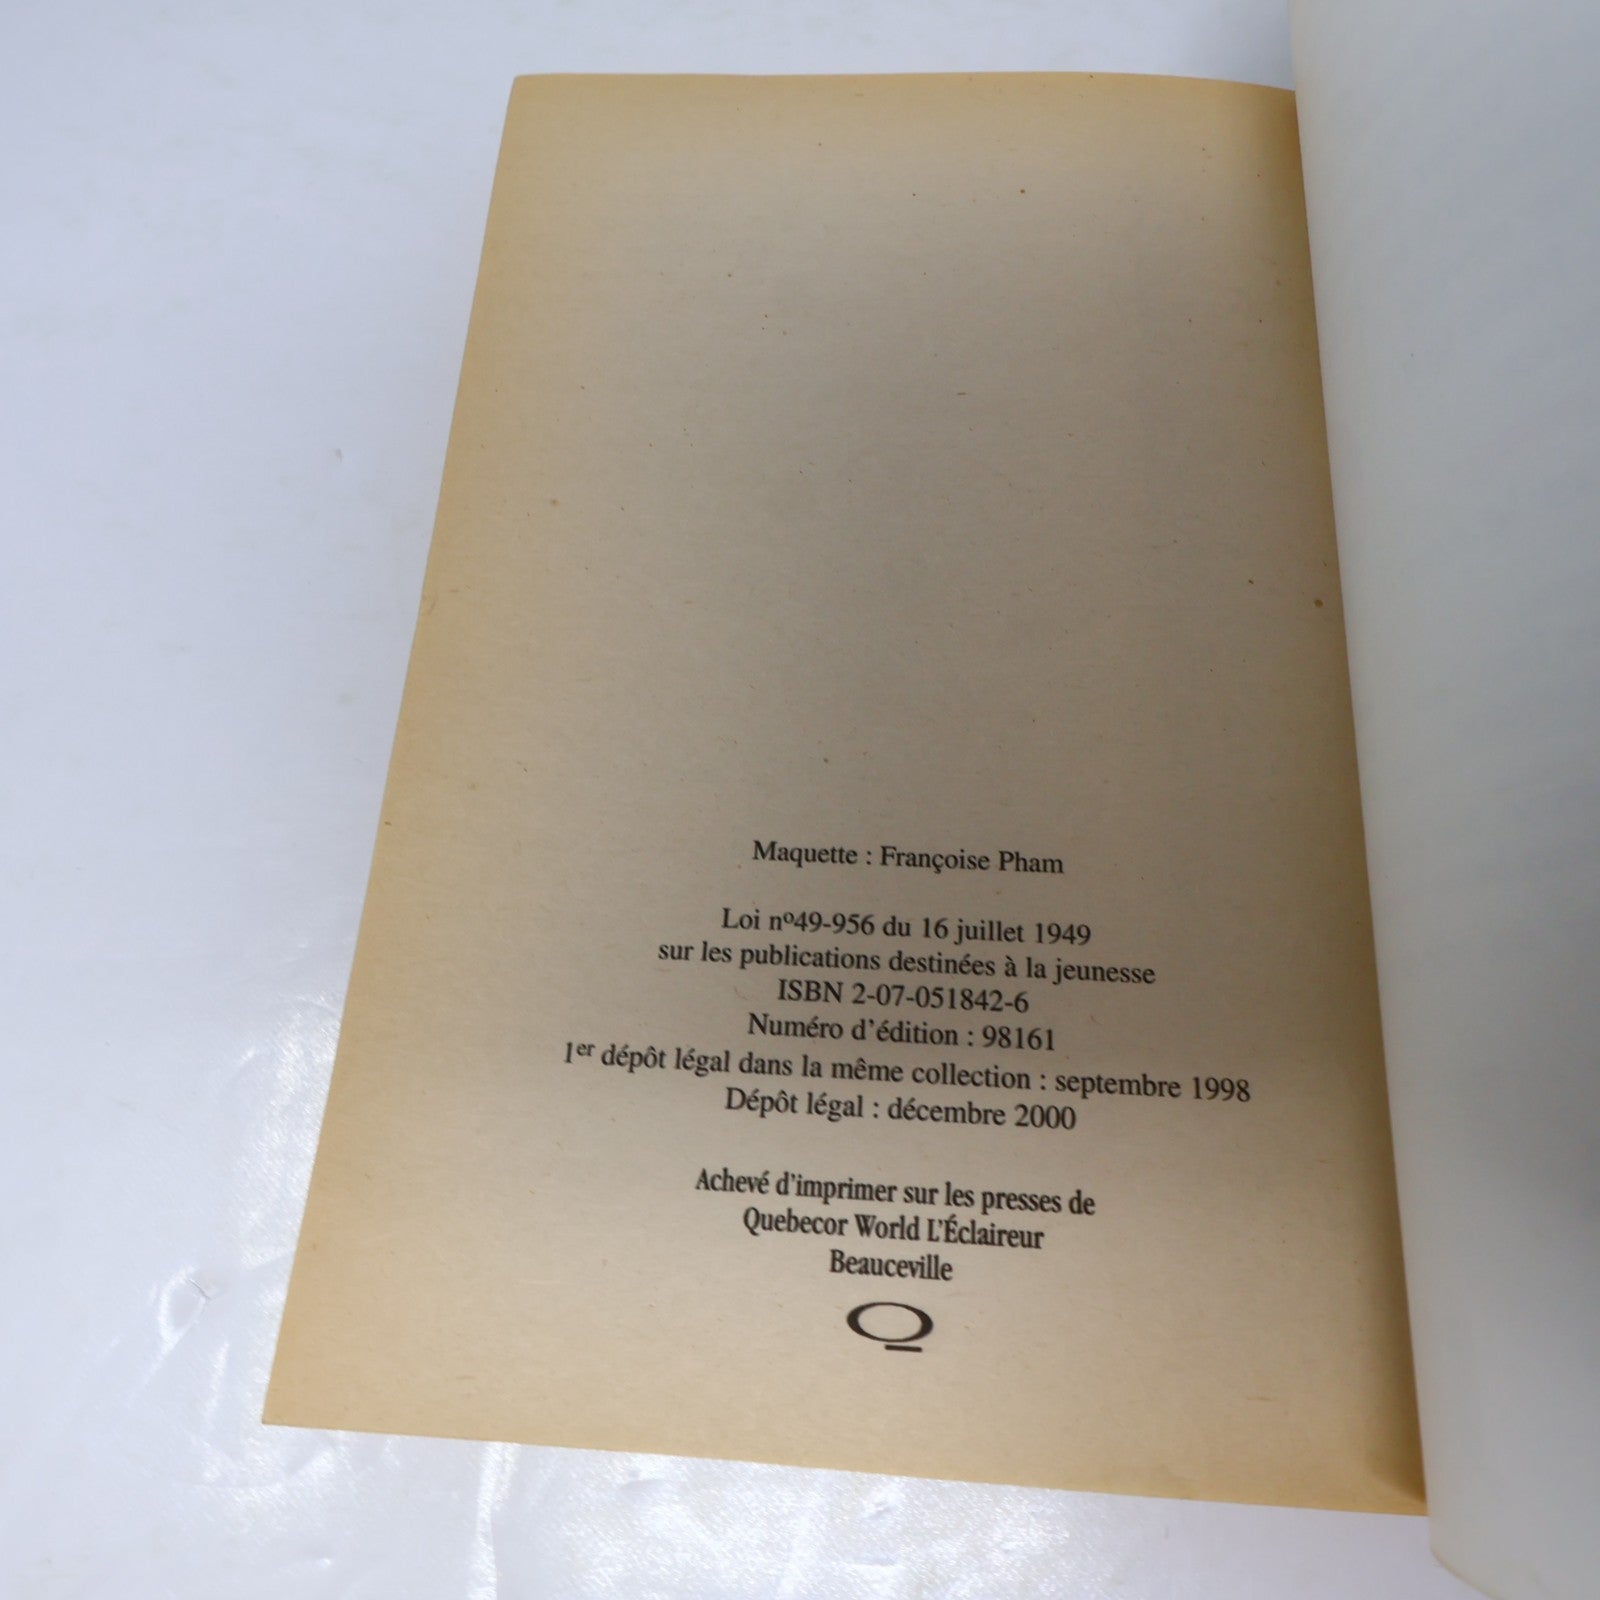 Maquette : Françoise Pham
Loi nº49-956 du 16 juillet 1949
sur les publications destinées à la jeunesse
ISBN 2-07-051842-6
Numéro d'édition : 98161
1er dépôt légal dans la même collection : septembre 1998
Dépôt légal : décembre 2000
Achevé d'imprimer sur les presses de
Quebecor World L'Éclaireur
Beauceville